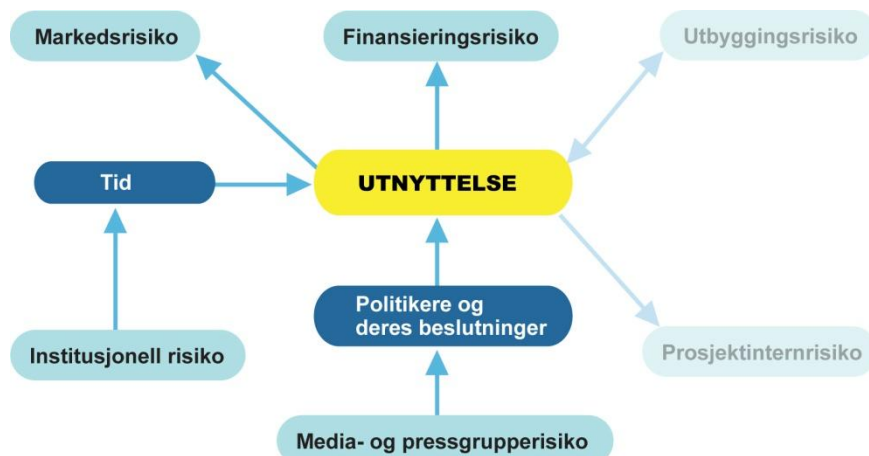 Markedsrisiko
Finansieringsrisiko
Utbyggingsrisiko
Tid
UTNYTTELSE
Politikere og
deres beslutninger
Institusjonell risiko
Prosjektinternrisiko
Media- og pressgrupperisiko